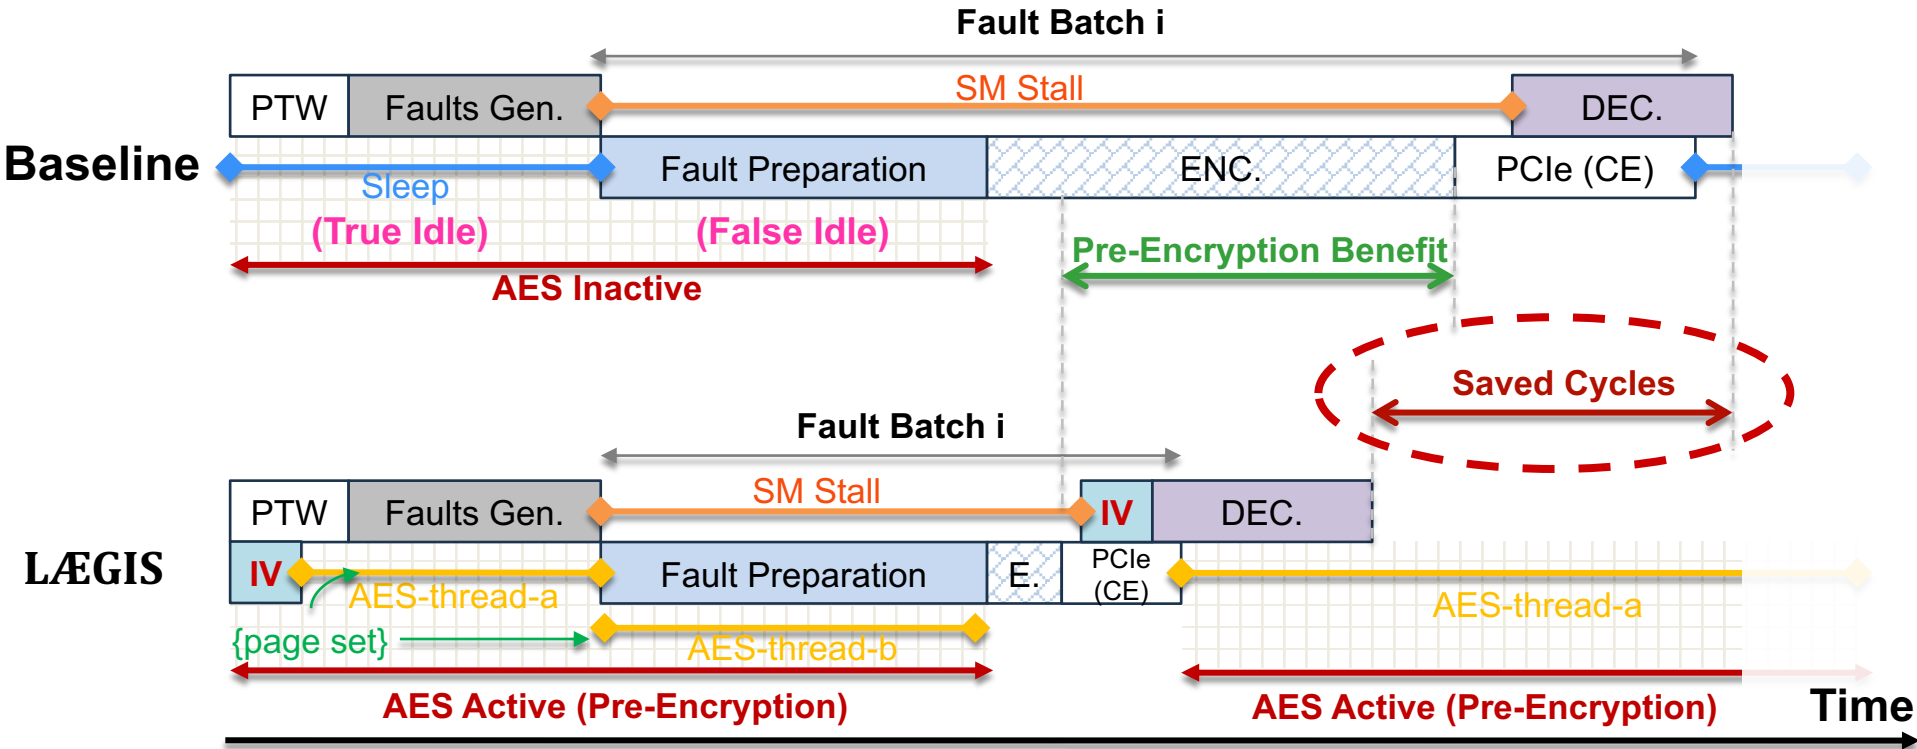 Fault Batch i
SM Stall
PTW
Faults Gen.
DEC.
Baseline
Sleep
Fault Preparation
ENC.
PCIe (CE)
(True Idle)
(False Idle)
Pre-Encryption Benefit
AES Inactive
Saved Cycles
Fault Batch i
SM Stall
PTW
Faults Gen.
IV
DEC.
LÆGIS
IV
AES-thread-a
Fault Preparation
E.
PCIe
(CE)
AES-thread-a
{page set}
AES-thread-b
AES Active (Pre-Encryption)
AES Active (Pre-Encryption)
Time